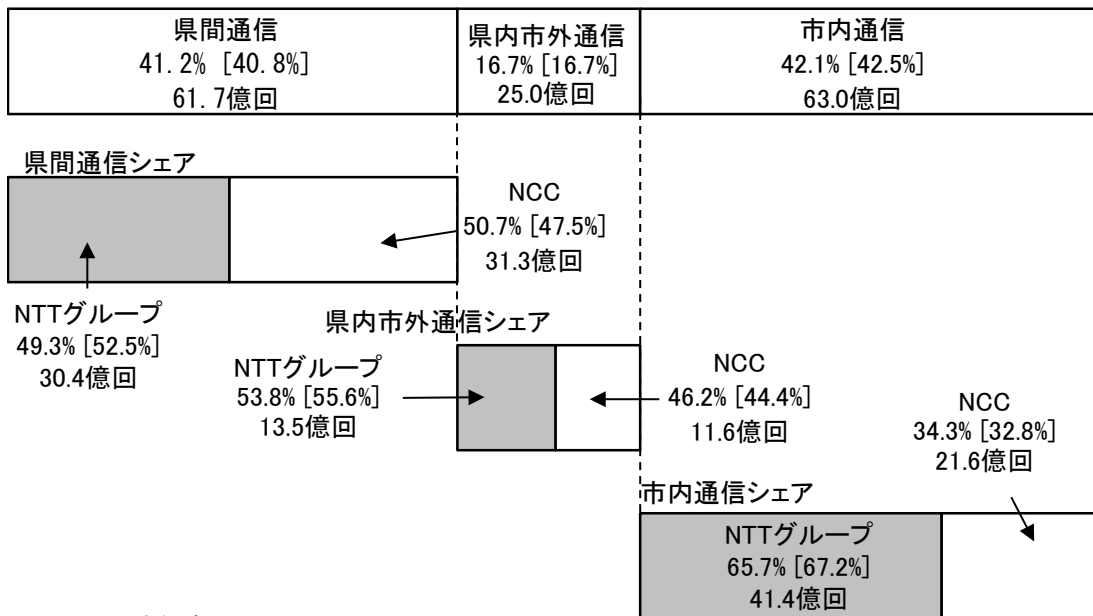 県間通信
41.2% [40.8%]
61.7億回
県内市外通信
16.7% [16.7%]
25.0億回
市内通信
42.1% [42.5%]
63.0億回
県間通信シェア
NCC
50.7% [47.5%]
31.3億回
NTTグループ
49.3% [52.5%]
30.4億回
県内市外通信シェア
NTTグループ
53.8% [55.6%]
13.5億回
NCC
46.2% [44.4%]
11.6億回
NCC
34.3% [32.8%]
21.6億回
市内通信シェア
NTTグループ
65.7% [67.2%]
41.4億回